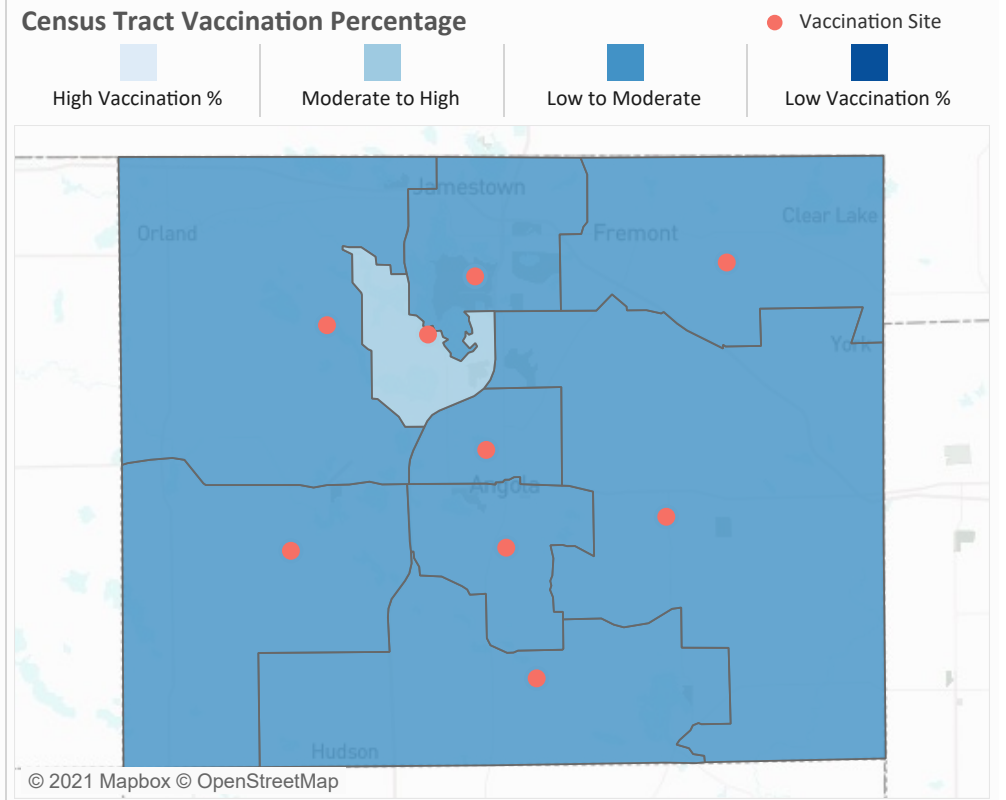 Census Tract Vaccination Percentage
Vaccination Site
High Vaccination %
Moderate to High
Low to Moderate
Low Vaccination %
Jamestown
Clear Lake
Orland
Fremont
York
Angola
Hudson
© 2021 Mapbox © OpenStreetMap